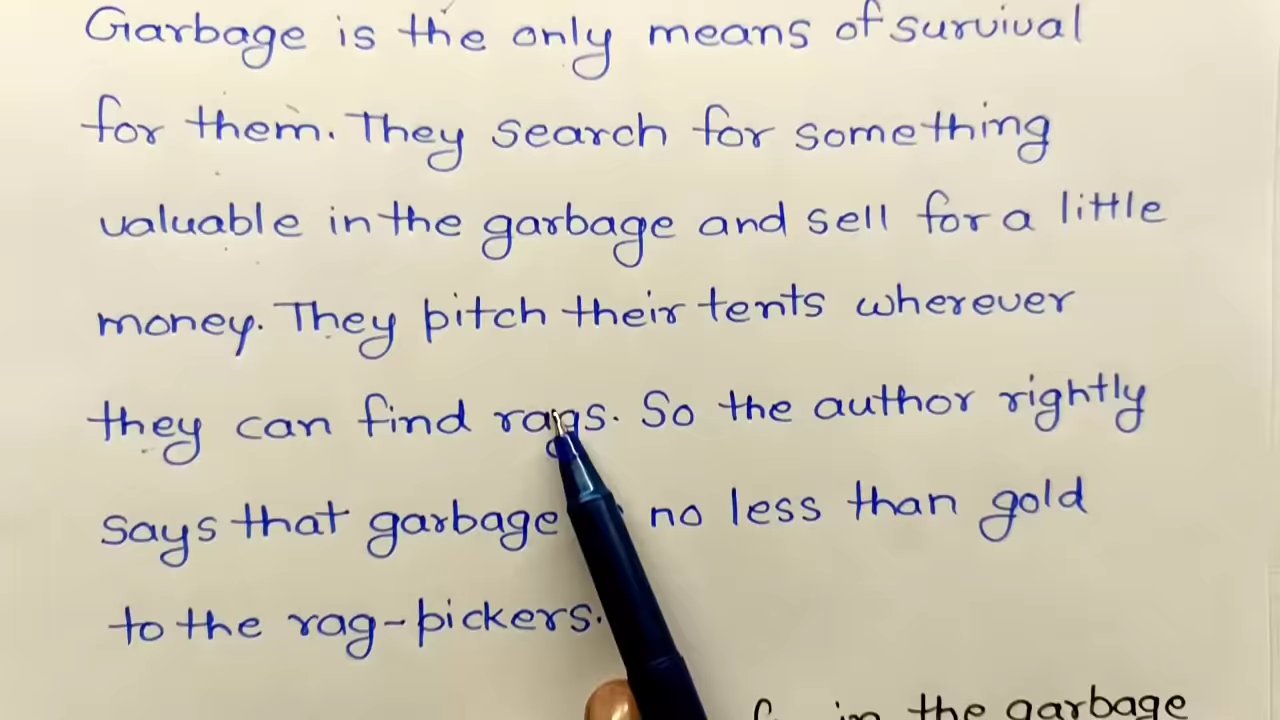 Garbage is the only means of survival
for them. They search for something
valuable in the garbage and sell for a little
money. They pitch their tents wherever
they can find rags. So the author rightly
says that garbage no less than gold
to the rag-pickers.
in the garbage